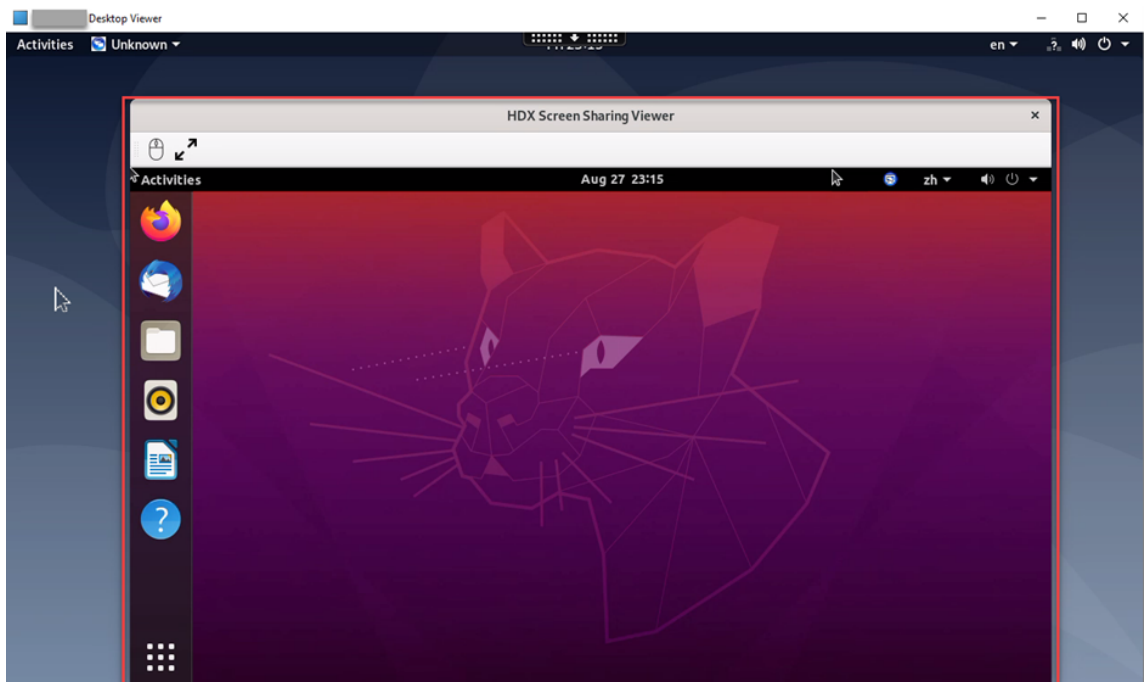 Desktop Viewer
Activities Unknown en
HDX Screen Sharing Viewer
Activities Aug 27 23:15 zh
?